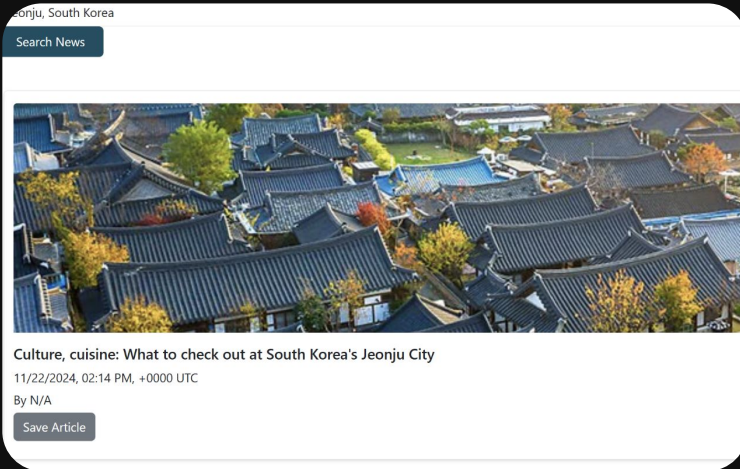 Jeonju, South Korea
Search News
Culture, cuisine: What to check out at South Korea's Jeonju City
11/22/2024, 02:14 PM, +0000 UTC
By N/A
Save Article